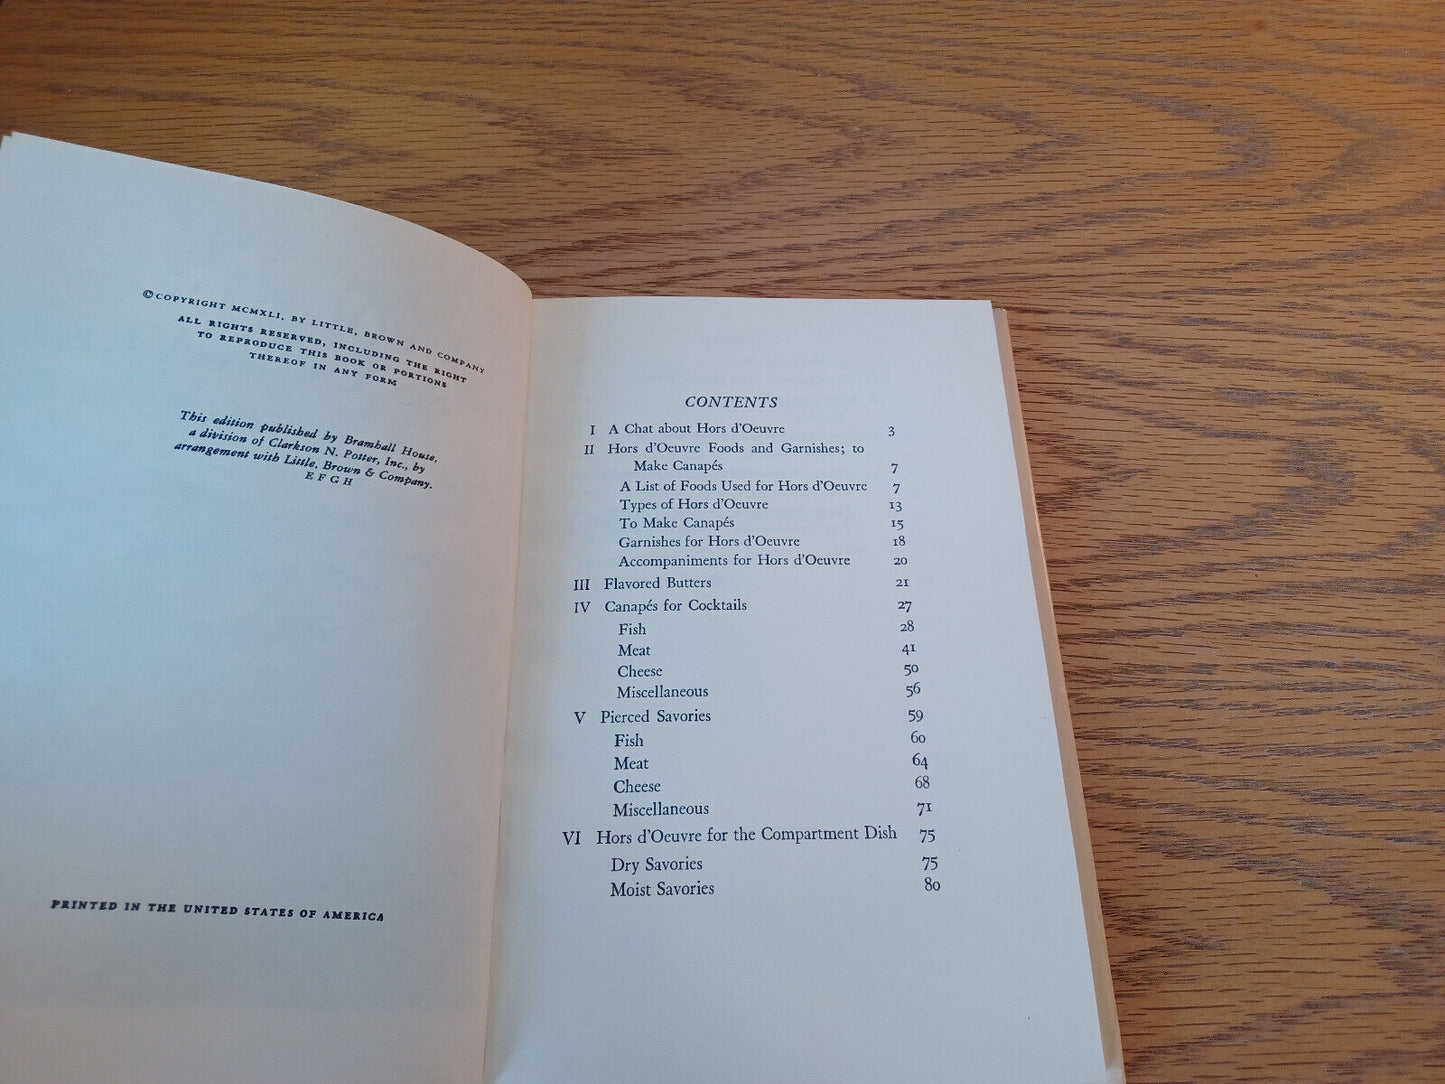 ©COPYRIGHT MCMXLI, BY LITTLE, BROWN AND COMPANY
ALL RIGHTS RESERVED, INCLUDING THE RIGHT
TO REPRODUCE THIS BOOK OR PORTIONS
THEREOF IN ANY FORM
This edition published by Bramhall House,
a division of Clarkson N. Potter, Inc., by
arrangement with Little, Brown & Company.
E F G H
PRINTED IN THE UNITED STATES OF AMERICA
CONTENTS
I A Chat about Hors d'Oeuvre 3
II Hors d'Oeuvre Foods and Garnishes; to
Make Canapés 7
A List of Foods Used for Hors d'Oeuvre 7
Types of Hors d'Oeuvre 13
To Make Canapés 15
Garnishes for Hors d'Oeuvre 18
Accompaniments for Hors d'Oeuvre 20
III Flavored Butters 21
IV Canapés for Cocktails 27
Fish 28
Meat 41
Cheese 50
Miscellaneous 56
V Pierced Savories 59
Fish 60
Meat 64
Cheese 68
Miscellaneous 71
VI Hors d'Oeuvre for the Compartment Dish 75
Dry Savories 75
Moist Savories 80